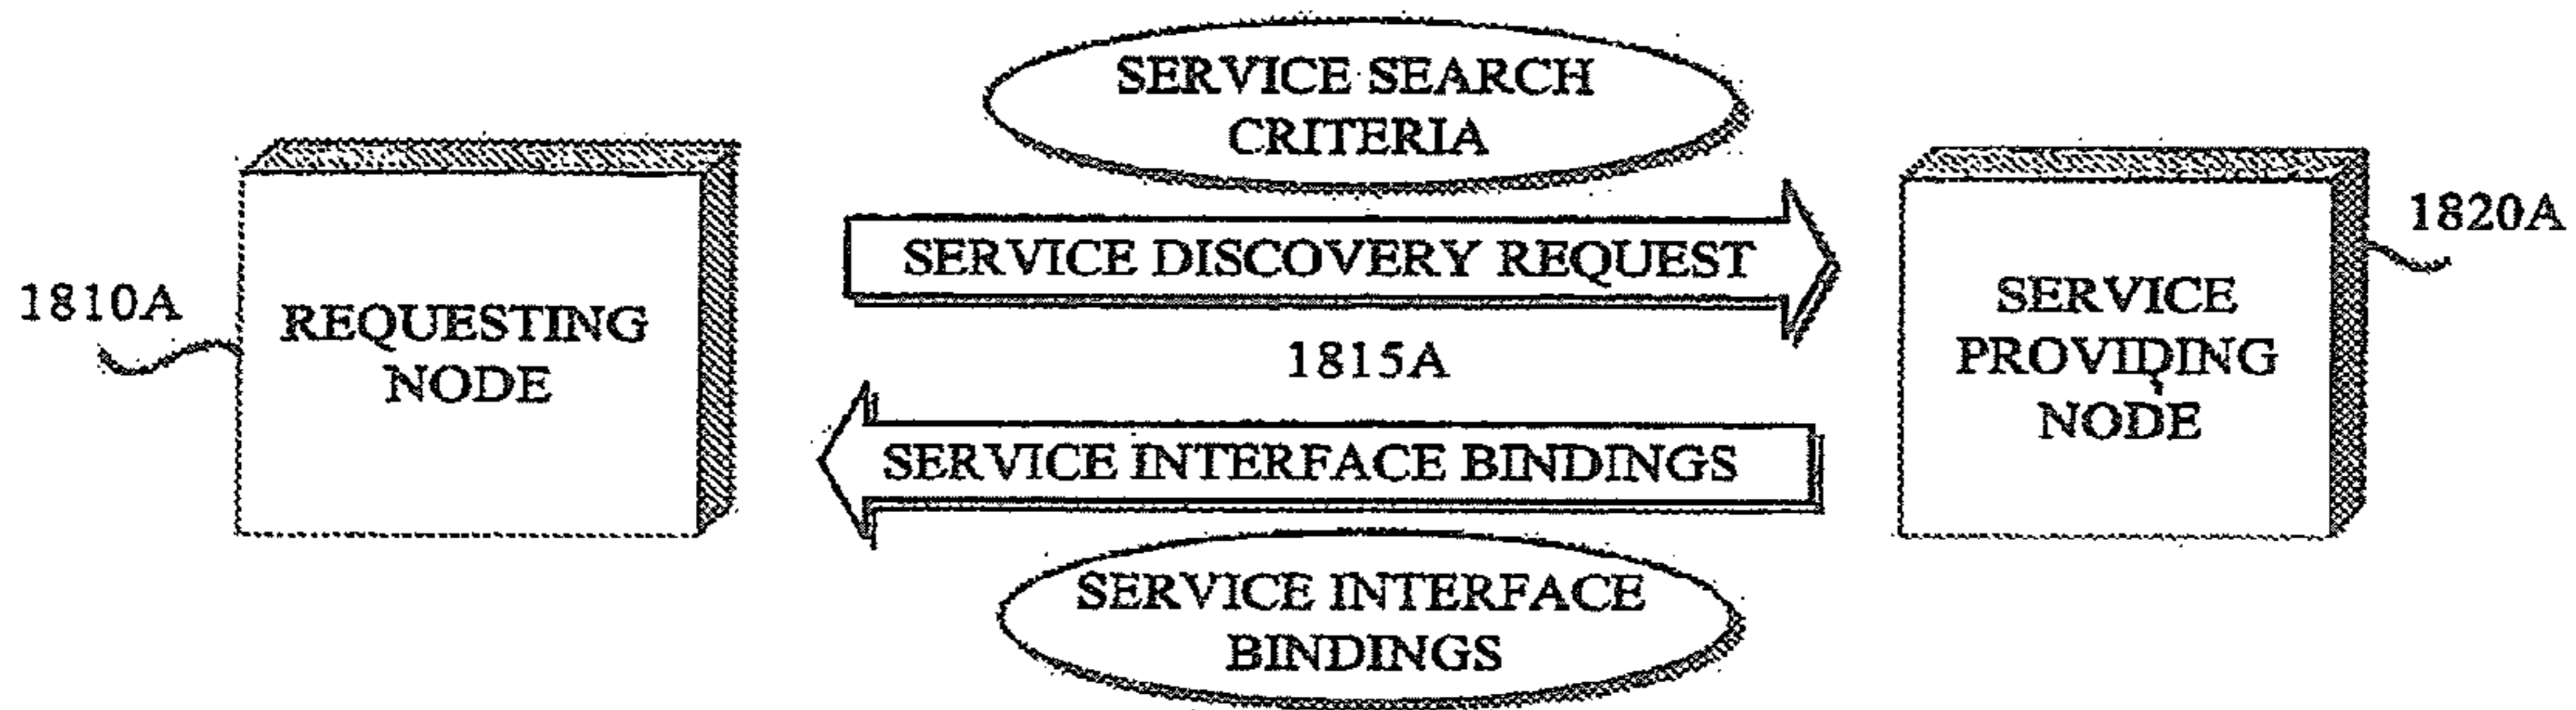 SERVICE SEARCH
CRITERIA
1820A
SERVICE DISCOVERY REQUEST
1810A
REQUESTING
NODE
SERVICE
PROVIDING
NODE
1815A
SERVICE INTERFACE BINDINGS
SERVICE INTERFACE
BINDINGS